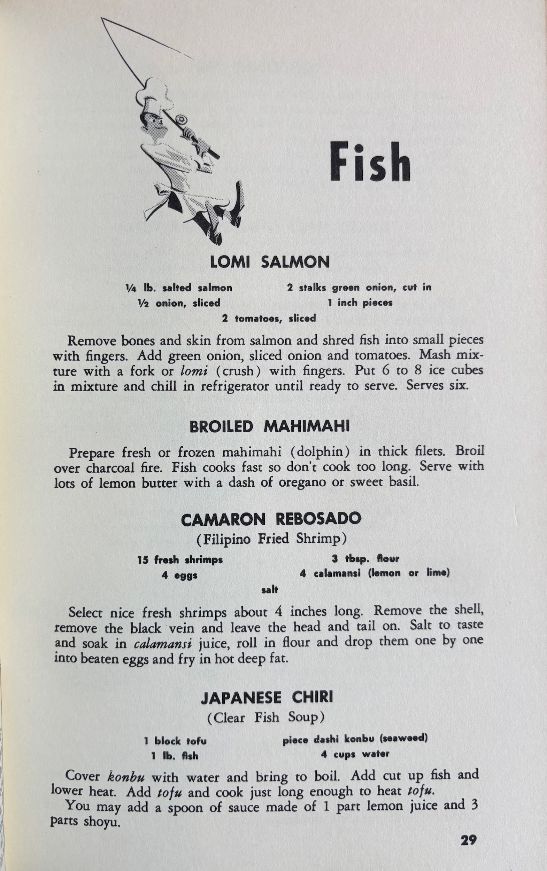 Fish
LOMI SALMON
¼ lb. salted salmon
2 stalks green onion, cut in
½ onion, sliced
1 inch pieces
2 tomatoes, sliced
Remove bones and skin from salmon and shred fish into small pieces
with fingers. Add green onion, sliced onion and tomatoes. Mash mix-
ture with a fork or lomi (crush) with fingers. Put 6 to 8 ice cubes
in mixture and chill in refrigerator until ready to serve. Serves six.
BROILED MAHIMAHI
Prepare fresh or frozen mahimahi (dolphin) in thick filets. Broil
over charcoal fire. Fish cooks fast so don't cook too long. Serve with
lots of lemon butter with a dash of oregano or sweet basil.
CAMARON REBOSADO
(Filipino Fried Shrimp)
15 fresh shrimps
3 tbsp. flour
4 eggs
4 calamansi (lemon or lime)
salt
Select nice fresh shrimps about 4 inches long. Remove the shell,
remove the black vein and leave the head and tail on. Salt to taste
and soak in calamansi juice, roll in flour and drop them one by one
into beaten eggs and fry in hot deep fat.
JAPANESE CHIRI
(Clear Fish Soup)
1 block tofu
piece dashi konbu (seaweed)
1 lb. fish
4 cups water
Cover konbu with water and bring to boil. Add cut up fish and
lower heat. Add tofu and cook just long enough to heat tofu.
You may add a spoon of sauce made of 1 part lemon juice and 3
parts shoyu.
29